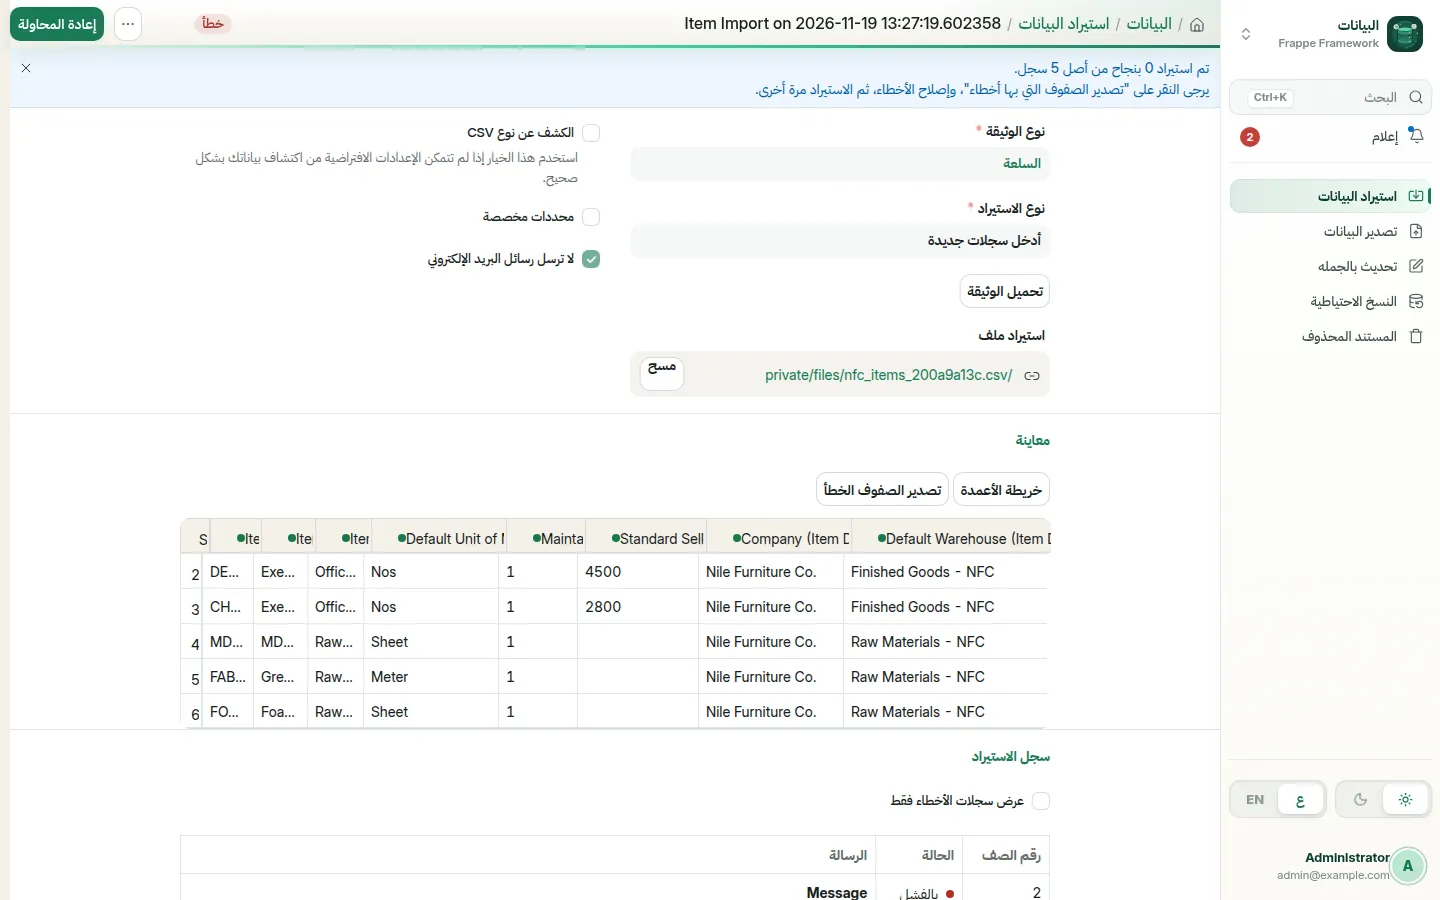 البيانات
Frappe Framework
البحث
Ctrl+K
إعلام
2
استيراد البيانات
تصدير البيانات
تحديث بالجمله
النسخ الاحتياطية
المستند المحذوف
ع
EN
Administrator
admin@example.com
A
البيانات / استيراد البيانات / Item Import on 2026-11-19 13:27:19.602358
خطأ
...
إعادة المحاولة
تم استيراد 0 بنجاح من أصل 5 سجل.
يرجى النقر على "تصدير الصفوف التي بها أخطاء"، وإصلاح الأخطاء، ثم الاستيراد مرة أخرى.
نوع الوثيقة *
السلعة
نوع الاستيراد *
أدخل سجلات جديدة
تحميل الوثيقة
استيراد ملف
private/files/nfc_items_200a9a13c.csv/
مسح
الكشف عن نوع CSV
استخدم هذا الخيار إذا لم تتمكن الإعدادات الافتراضية من اكتشاف بياناتك بشكل
صحيح.
محددات مخصصة
لا ترسل رسائل البريد الإلكتروني
معاينة
خريطة الأعمدة
تصدير الصفوف الخطأ
S Ite Ite Iter Default Unit of Mainta Standard Sell Company (Item D Default Warehouse (Item D
2 DE... Exe... Offic... Nos 1 4500 Nile Furniture Co. Finished Goods - NFC
3 CH... Exe... Offic... Nos 1 2800 Nile Furniture Co. Finished Goods - NFC
4 MD... MD... Raw... Sheet 1 Nile Furniture Co. Raw Materials - NFC
5 FAB... Gre... Raw... Meter 1 Nile Furniture Co. Raw Materials - NFC
6 FO... Foa... Raw... Sheet 1 Nile Furniture Co. Raw Materials - NFC
سجل الاستيراد
عرض سجلات الأخطاء فقط
رقم الصف الحالة الرسالة
2 بالفشل Message